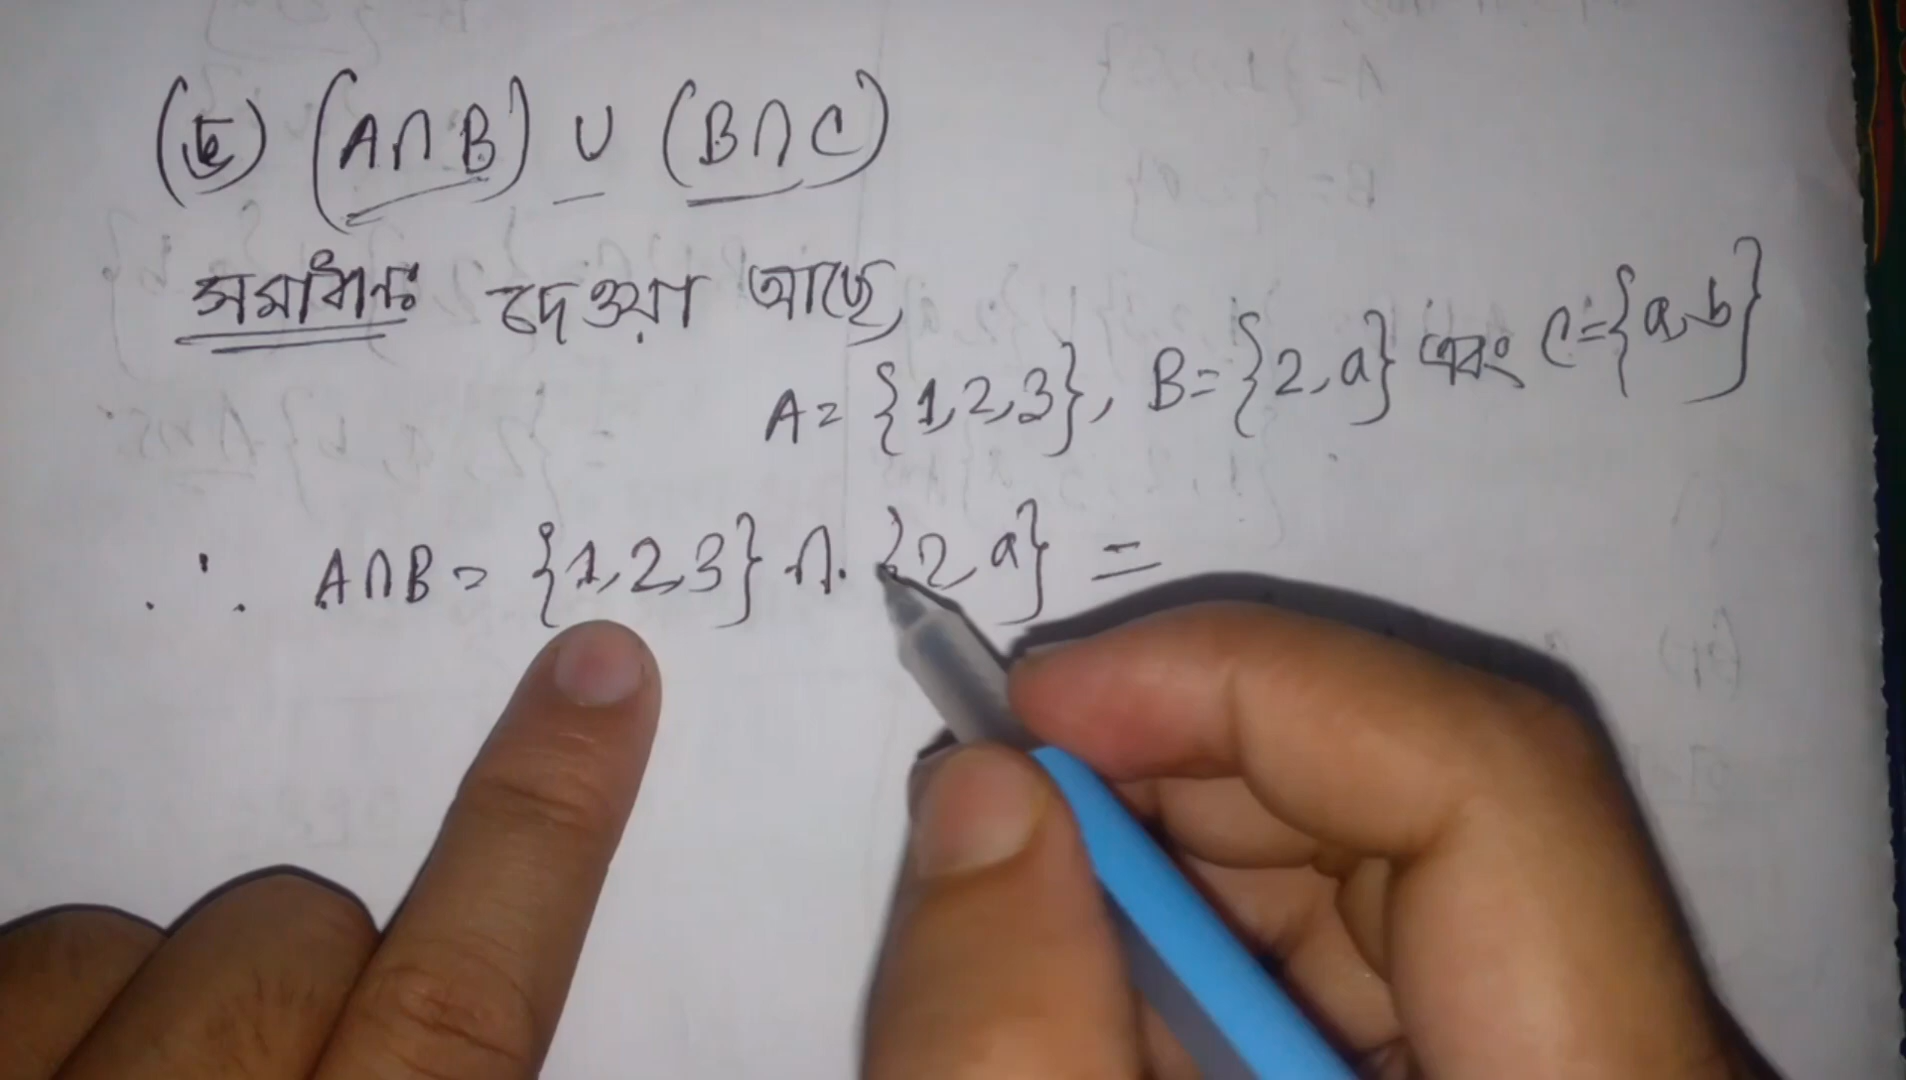 (চ) (A∩B) ∪ (B∩C)
সমাধানঃ দেওয়া আছে,
A = {1,2,3}, B = {2,a} এবং C = {a,b}
∴ A∩B = {1,2,3} ∩ {2,a} =